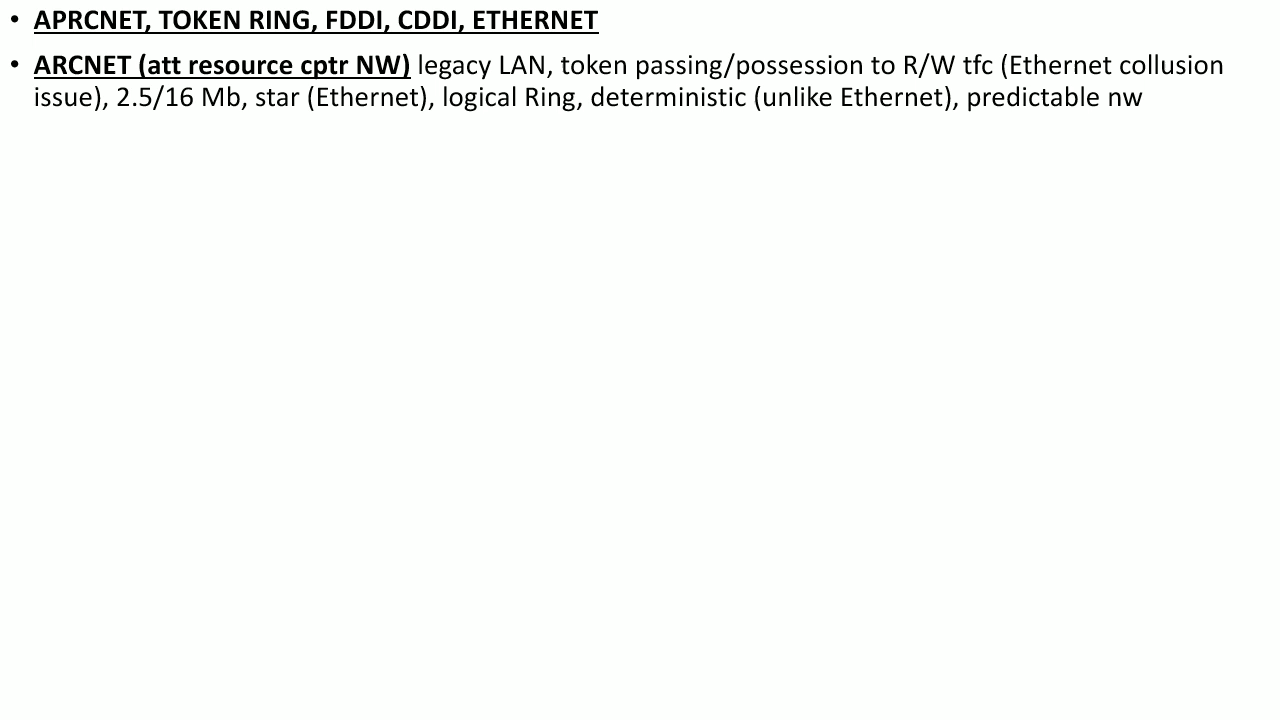 • APRCNET, TOKEN RING, FDDI, CDDI, ETHERNET
• ARCNET (att resource cptr NW) legacy LAN, token passing/possession to R/W tfc (Ethernet collusion
issue), 2.5/16 Mb, star (Ethernet), logical Ring, deterministic (unlike Ethernet), predictable nw